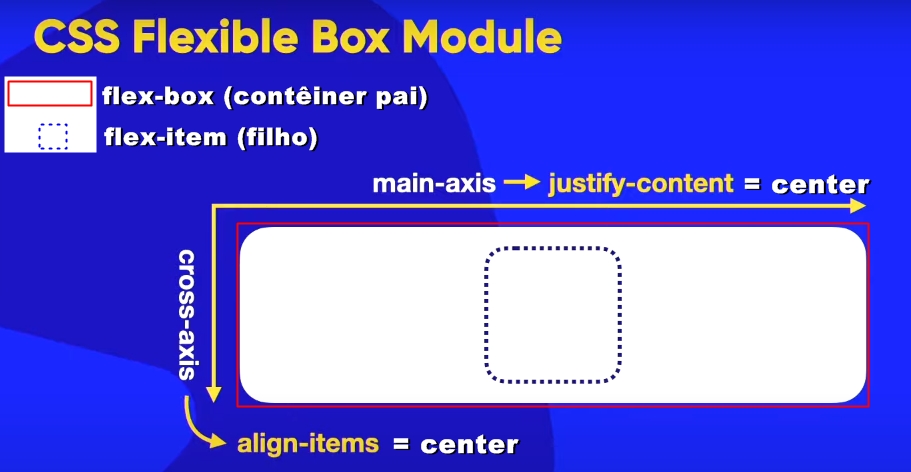 CSS Flexible Box Module
flex-box (contêiner pai)
flex-item (filho)
main-axis → justify-content = center
cross-axis
align-items = center